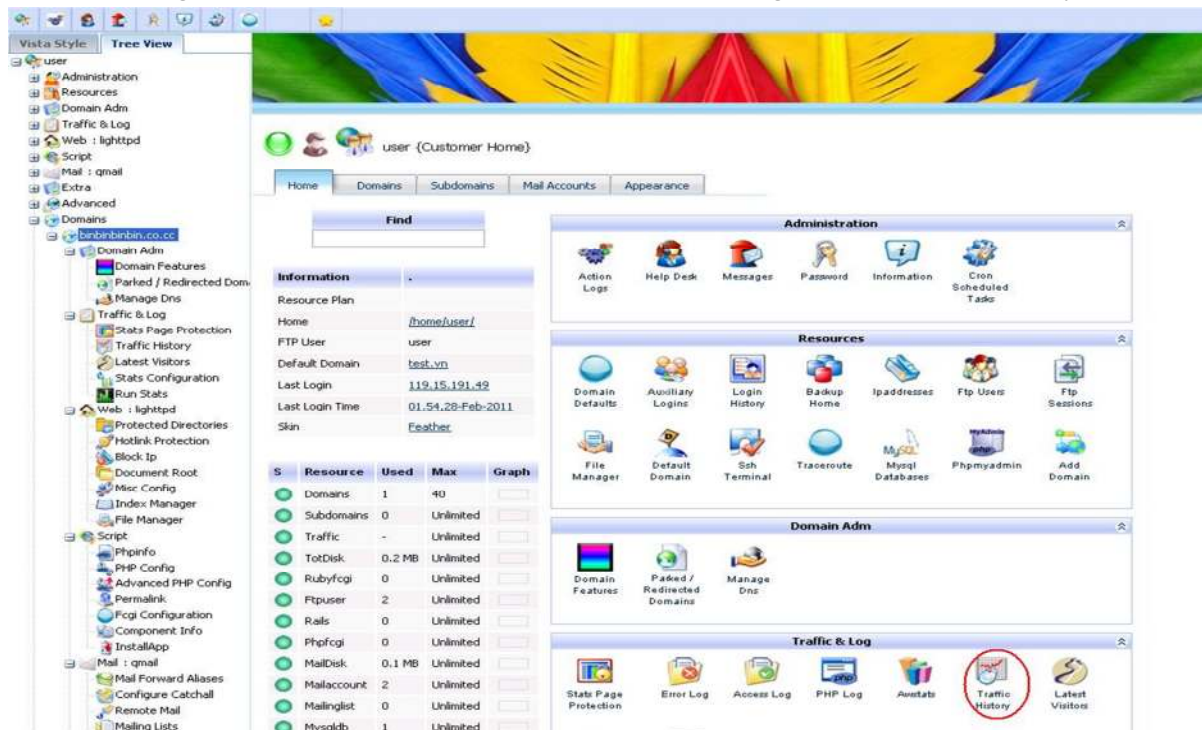 Vista Style
Tree View
user
Administration
Resources
Domain Adm
Traffic & Log
Web : lighttpd
Script
Mail : qmail
Extra
Advanced
Domains
binbinbinbin.co.cc
Domain Adm
Domain Features
Parked / Redirected Dom
Manage Dns
Traffic & Log
Stats Page Protection
Traffic History
Latest Visitors
Stats Configuration
Run Stats
Web : lighttpd
Protected Directories
Hotlink Protection
Block Ip
Document Root
Misc Config
Index Manager
File Manager
Script
Phpinfo
PHP Config
Advanced PHP Config
Permalink
Fcgi Configuration
Component Info
InstallApp
Mail : qmail
Mail Forward Aliases
Configure Catchall
Remote Mail
Mailing Lists
user {Customer Home}
Home Domains Subdomains Mail Accounts Appearance
Find
Information .
Resource Plan
Home /home/user/
FTP User user
Default Domain test.vn
Last Login 119.15.191.49
Last Login Time 01.54,28-Feb-2011
Skin Feather
S Resource Used Max Graph
Domains 1 40
Subdomains 0 Unlimited
Traffic - Unlimited
TotDisk 0.2 MB Unlimited
Rubyfcgi 0 Unlimited
Ftpuser 2 Unlimited
Rails 0 Unlimited
Phpfcgi 0 Unlimited
MailDisk 0.1 MB Unlimited
Mailaccount 2 Unlimited
Mailinglist 0 Unlimited
Mysqldb 1 Unlimited
Administration
Action Logs
Help Desk
Messages
Password
Information
Cron Scheduled Tasks
Resources
Domain Defaults
Auxiliary Logins
Login History
Backup Home
Ipaddresses
Ftp Users
Ftp Sessions
File Manager
Default Domain
Ssh Terminal
Traceroute
Mysql Databases
Phpmyadmin
Add Domain
Domain Adm
Domain Features
Parked / Redirected Domains
Manage Dns
Traffic & Log
Stats Page Protection
Error Log
Access Log
PHP Log
Awstats
Traffic History
Latest Visitors